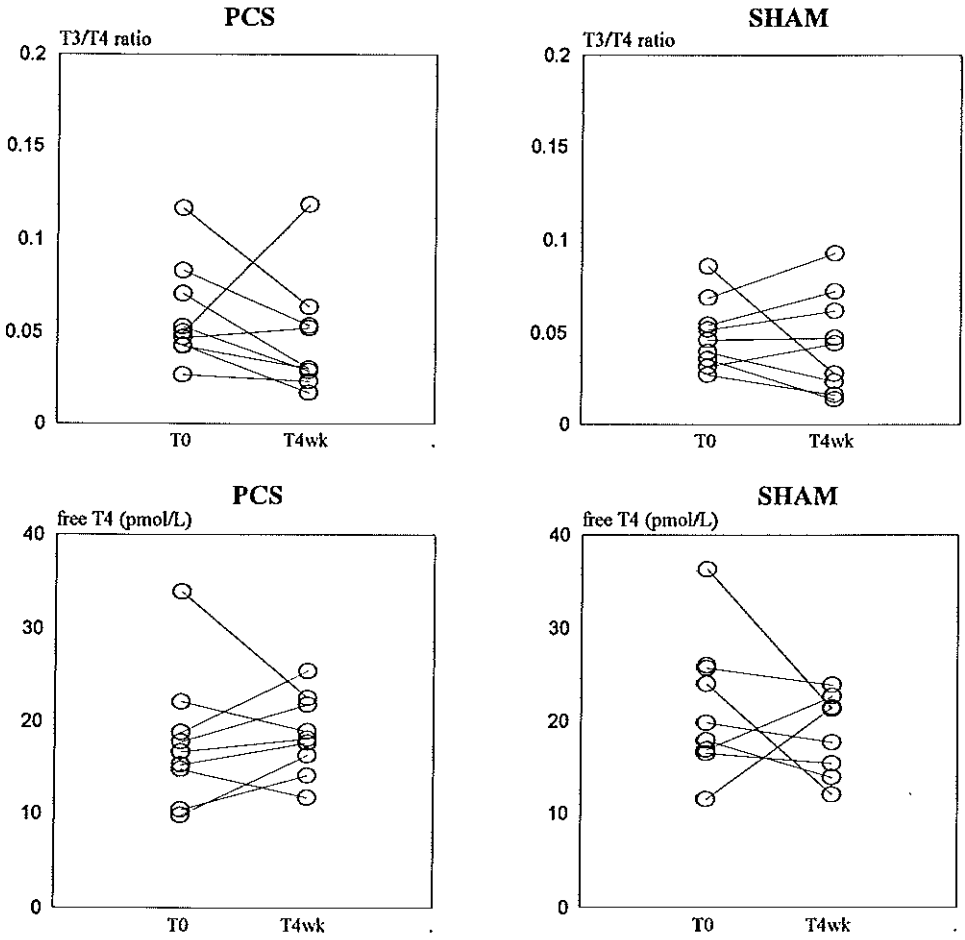 PCS
SHAM
T3/T4 ratio
T3/T4 ratio
0.2
0.2
0.15
0.15
0.1
0.1
0.05
0.05
0
0
T0
T4wk
T0
T4wk
PCS
SHAM
free T4 (pmol/L)
free T4 (pmol/L)
40
40
30
30
20
20
10
10
0
0
T0
T4wk
T0
T4wk